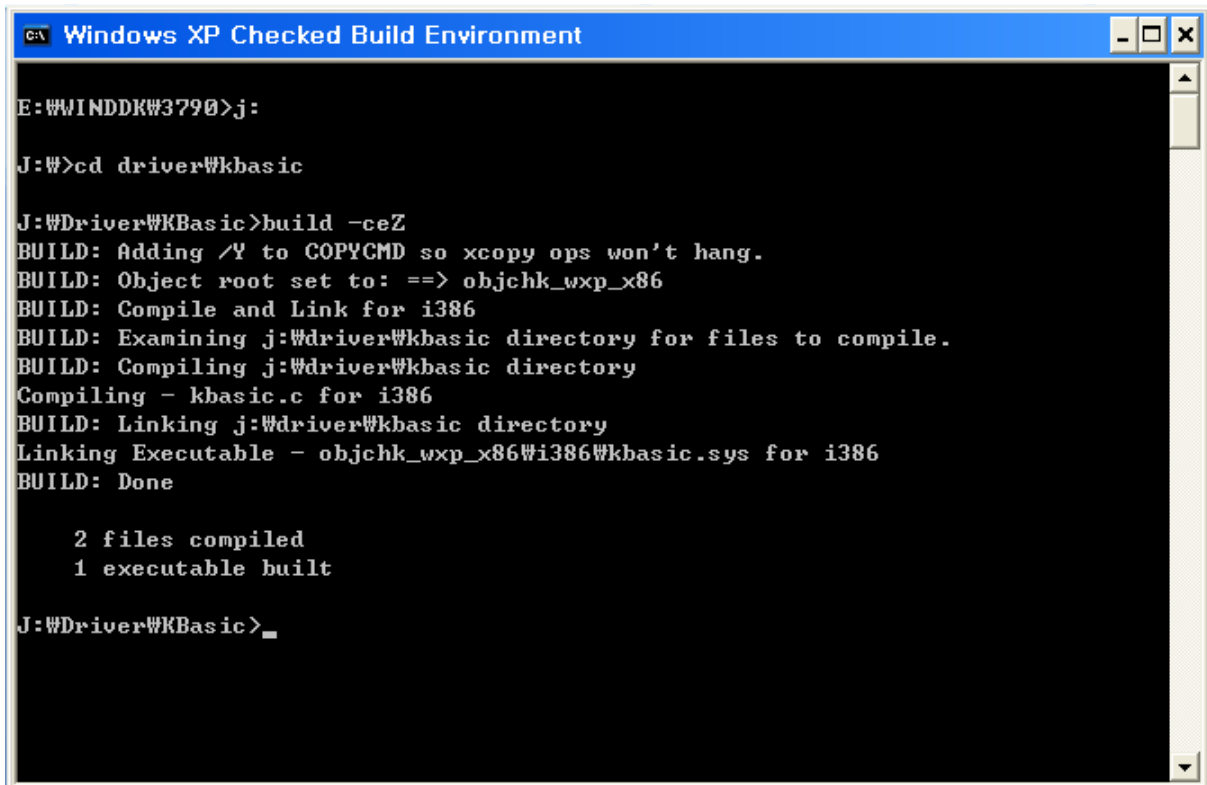 Windows XP Checked Build Environment
E:₩WINDDK₩3790>j:
J:₩>cd driver₩kbasic
J:₩Driver₩KBasic>build -ceZ
BUILD: Adding /Y to COPYCMD so xcopy ops won't hang.
BUILD: Object root set to: ==> objchk_wxp_x86
BUILD: Compile and Link for i386
BUILD: Examining j:₩driver₩kbasic directory for files to compile.
BUILD: Compiling j:₩driver₩kbasic directory
Compiling - kbasic.c for i386
BUILD: Linking j:₩driver₩kbasic directory
Linking Executable - objchk_wxp_x86₩i386₩kbasic.sys for i386
BUILD: Done
2 files compiled
1 executable built
J:₩Driver₩KBasic>_